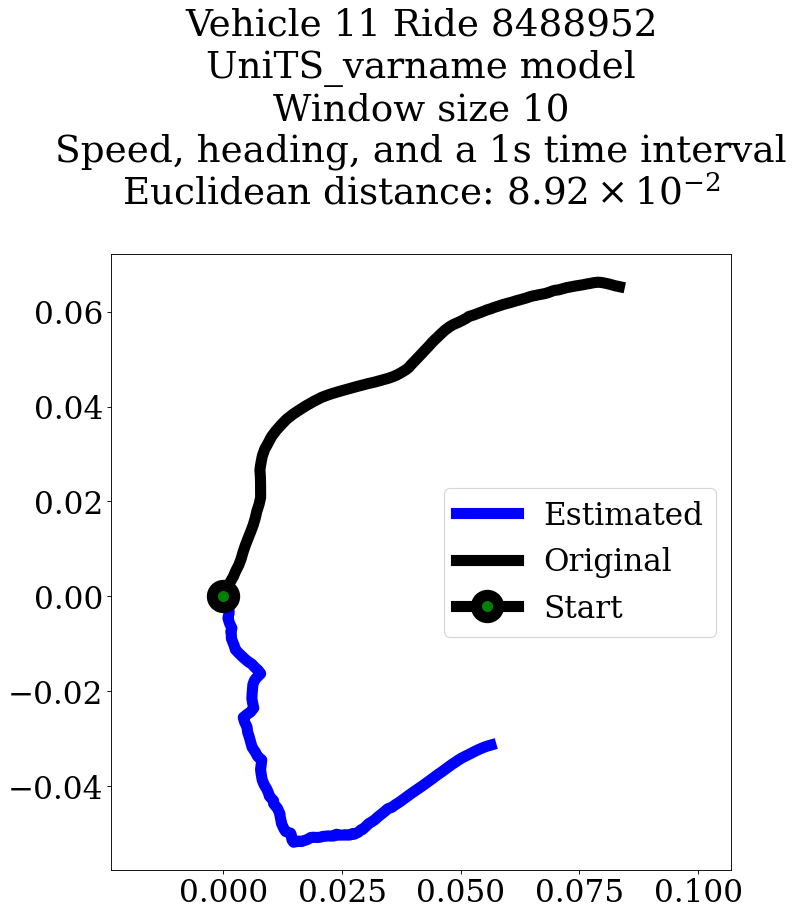 Vehicle 11 Ride 8488952
UniTS_varname model
Window size 10
Speed, heading, and a 1s time interval
Euclidean distance: 8.92 × 10⁻²
0.06
0.04
0.02
0.00
−0.02
−0.04
Estimated
Original
Start
0.000 0.025 0.050 0.075 0.100